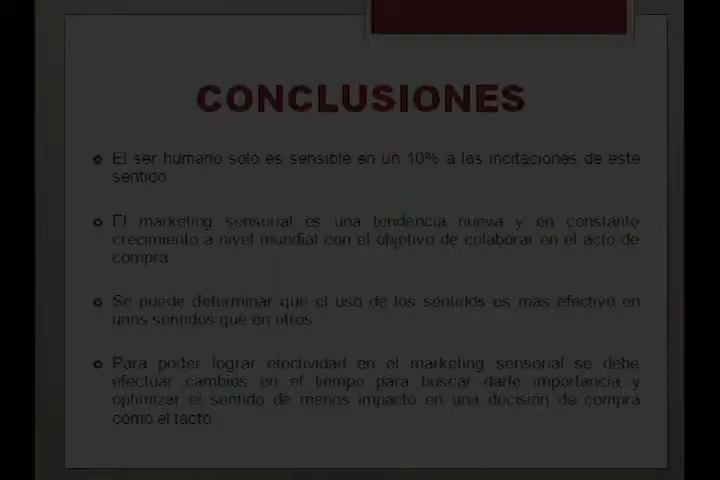 CONCLUSIONES
El ser humano solo es sensible en un 10% a las incitaciones de este
sentido
El marketing sensorial es una tendencia nueva y en constante
crecimiento a nivel mundial con el objetivo de colaborar en el acto de
compra
Se puede determinar que el uso de los sentidos es mas efectivo en
unos sentidos que en otros
Para poder lograr efectividad en el marketing sensorial se debe
efectuar cambios en el tiempo para buscar darle importancia y
optimizar el sentido de menos impacto en una decisión de compra
como el tacto